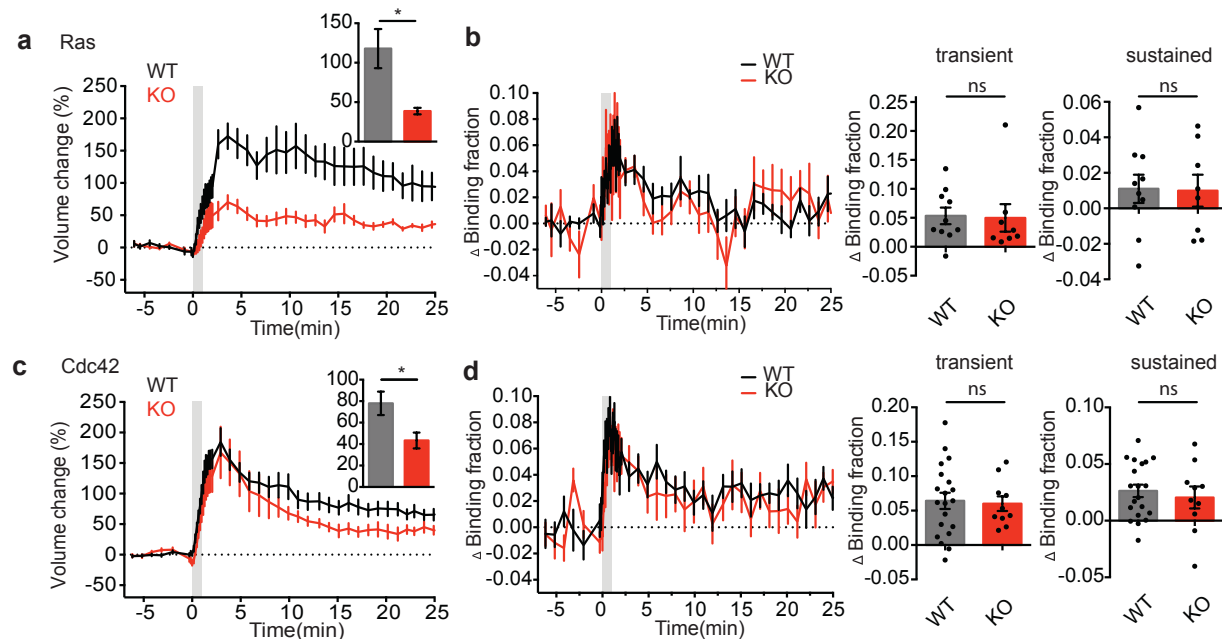 a Ras
WT
KO
Volume change (%)
250
200
150
100
50
0
-50
-5 0 5 10 15 20 25
Time(min)
150
100
50
0
*
b
WT
KO
Δ Binding fraction
0.10
0.08
0.06
0.04
0.02
0.00
0.02
-0.04
-5 0 5 10 15 20 25
Time(min)
transient
ns
Δ Binding fraction
0.25
0.20
0.15
0.10
0.05
0.00
-0.05
WT KO
sustained
ns
Δ Binding fraction
0.06
0.04
0.02
0.00
-0.02
-0.04
WT KO
c Cdc42
WT
KO
Volume change (%)
250
200
150
100
50
0
-50
-5 0 5 10 15 20 25
Time(min)
100
80
60
40
20
0
*
d
WT
KO
Δ Binding fraction
0.10
0.08
0.06
0.04
0.02
0.00
0.02
-0.04
-5 0 5 10 15 20 25
Time(min)
transient
ns
Δ Binding fraction
0.20
0.15
0.10
0.05
0.00
-0.05
WT KO
sustained
ns
Δ Binding fraction
0.10
0.05
0.00
-0.05
WT KO